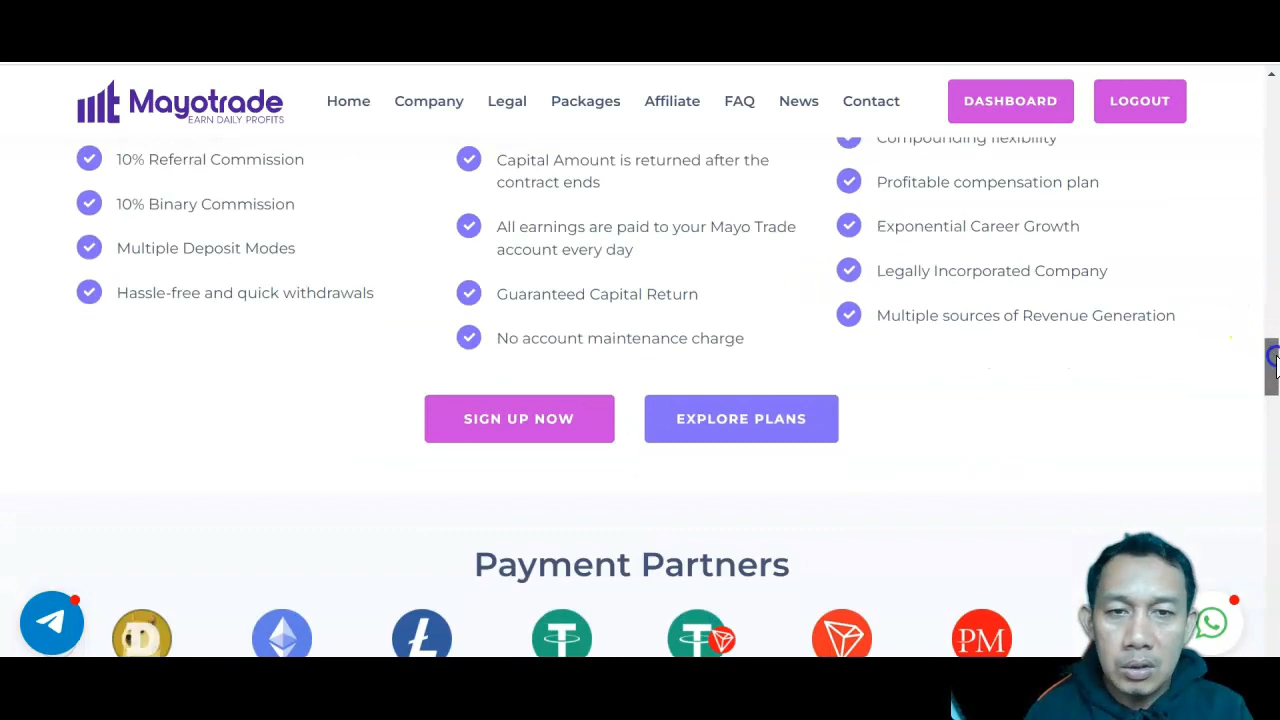 Mayotrade
EARN DAILY PROFITS
Home
Company
Legal
Packages
Affiliate
FAQ
News
Contact
DASHBOARD
LOGOUT
10% Referral Commission
10% Binary Commission
Multiple Deposit Modes
Hassle-free and quick withdrawals
Capital Amount is returned after the
contract ends
All earnings are paid to your Mayo Trade
account every day
Guaranteed Capital Return
No account maintenance charge
Compounding flexibility
Profitable compensation plan
Exponential Career Growth
Legally Incorporated Company
Multiple sources of Revenue Generation
SIGN UP NOW
EXPLORE PLANS
Payment Partners
PM